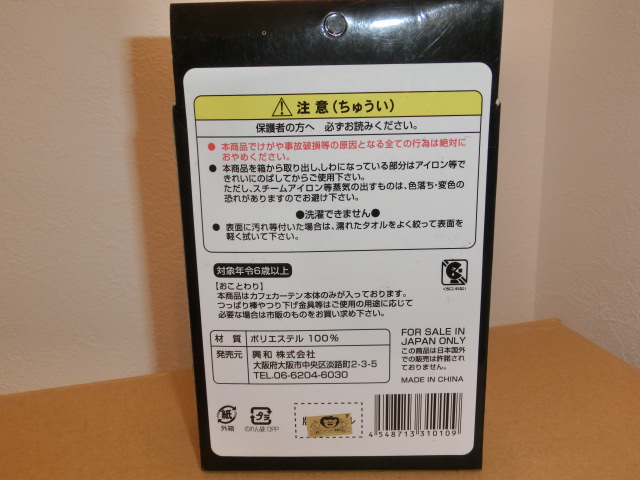 注意(ちゅうい)
保護者の方へ 必ずお読みください。
● 本商品でけがや事故破損等の原因となる全ての行為は絶対に
おやめください。
● 本商品を箱から取り出し、しわになっている部分はアイロン等で
きれいにのばしてからご使用下さい。
ただし、スチームアイロン等蒸気の出すものは、色落ち・変色の
恐れがありますのでお避け下さい。
●洗濯できません●
● 表面に汚れ等付いた場合は、濡れたタオルをよく絞って表面を
軽く拭いて下さい。
対象年令6歳以上
[おことわり]
本商品はカフェカーテン本体のみが入っております。
つっぱり棒やつり下げ金具等はご使用の用途に応じて
必要な場合は市販のものをお買い求め下さい。
材質 ポリエステル 100%
発売元 興和 株式会社
大阪府大阪市中央区淡路町2-3-5
TEL.06-6204-6030
FOR SALE IN
JAPAN ONLY
この商品は日本国外
での販売は許諾され
ておりません。
MADE IN CHINA
紙
外箱
プラ
のれん袋 OPP
4 548713 310109